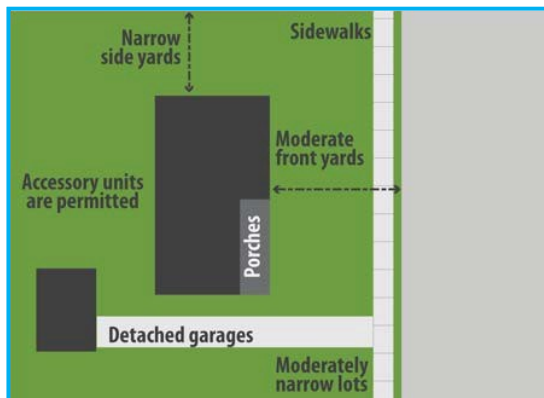 Narrow
side yards
Sidewalks
Moderate
front yards
Accessory units
are permitted
Porches
Detached garages
Moderately
narrow lots